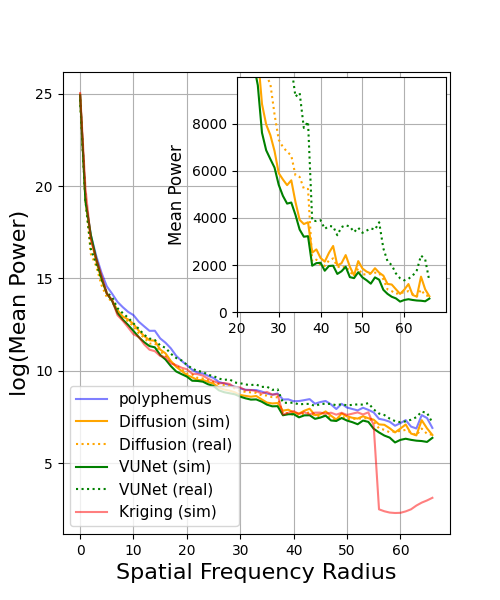 25
20
15
10
5
0
10
20
30
40
50
60
log(Mean Power)
Spatial Frequency Radius
8000
6000
4000
2000
0
20
30
40
50
60
Mean Power
polyphemus
Diffusion (sim)
Diffusion (real)
VUNet (sim)
VUNet (real)
Kriging (sim)